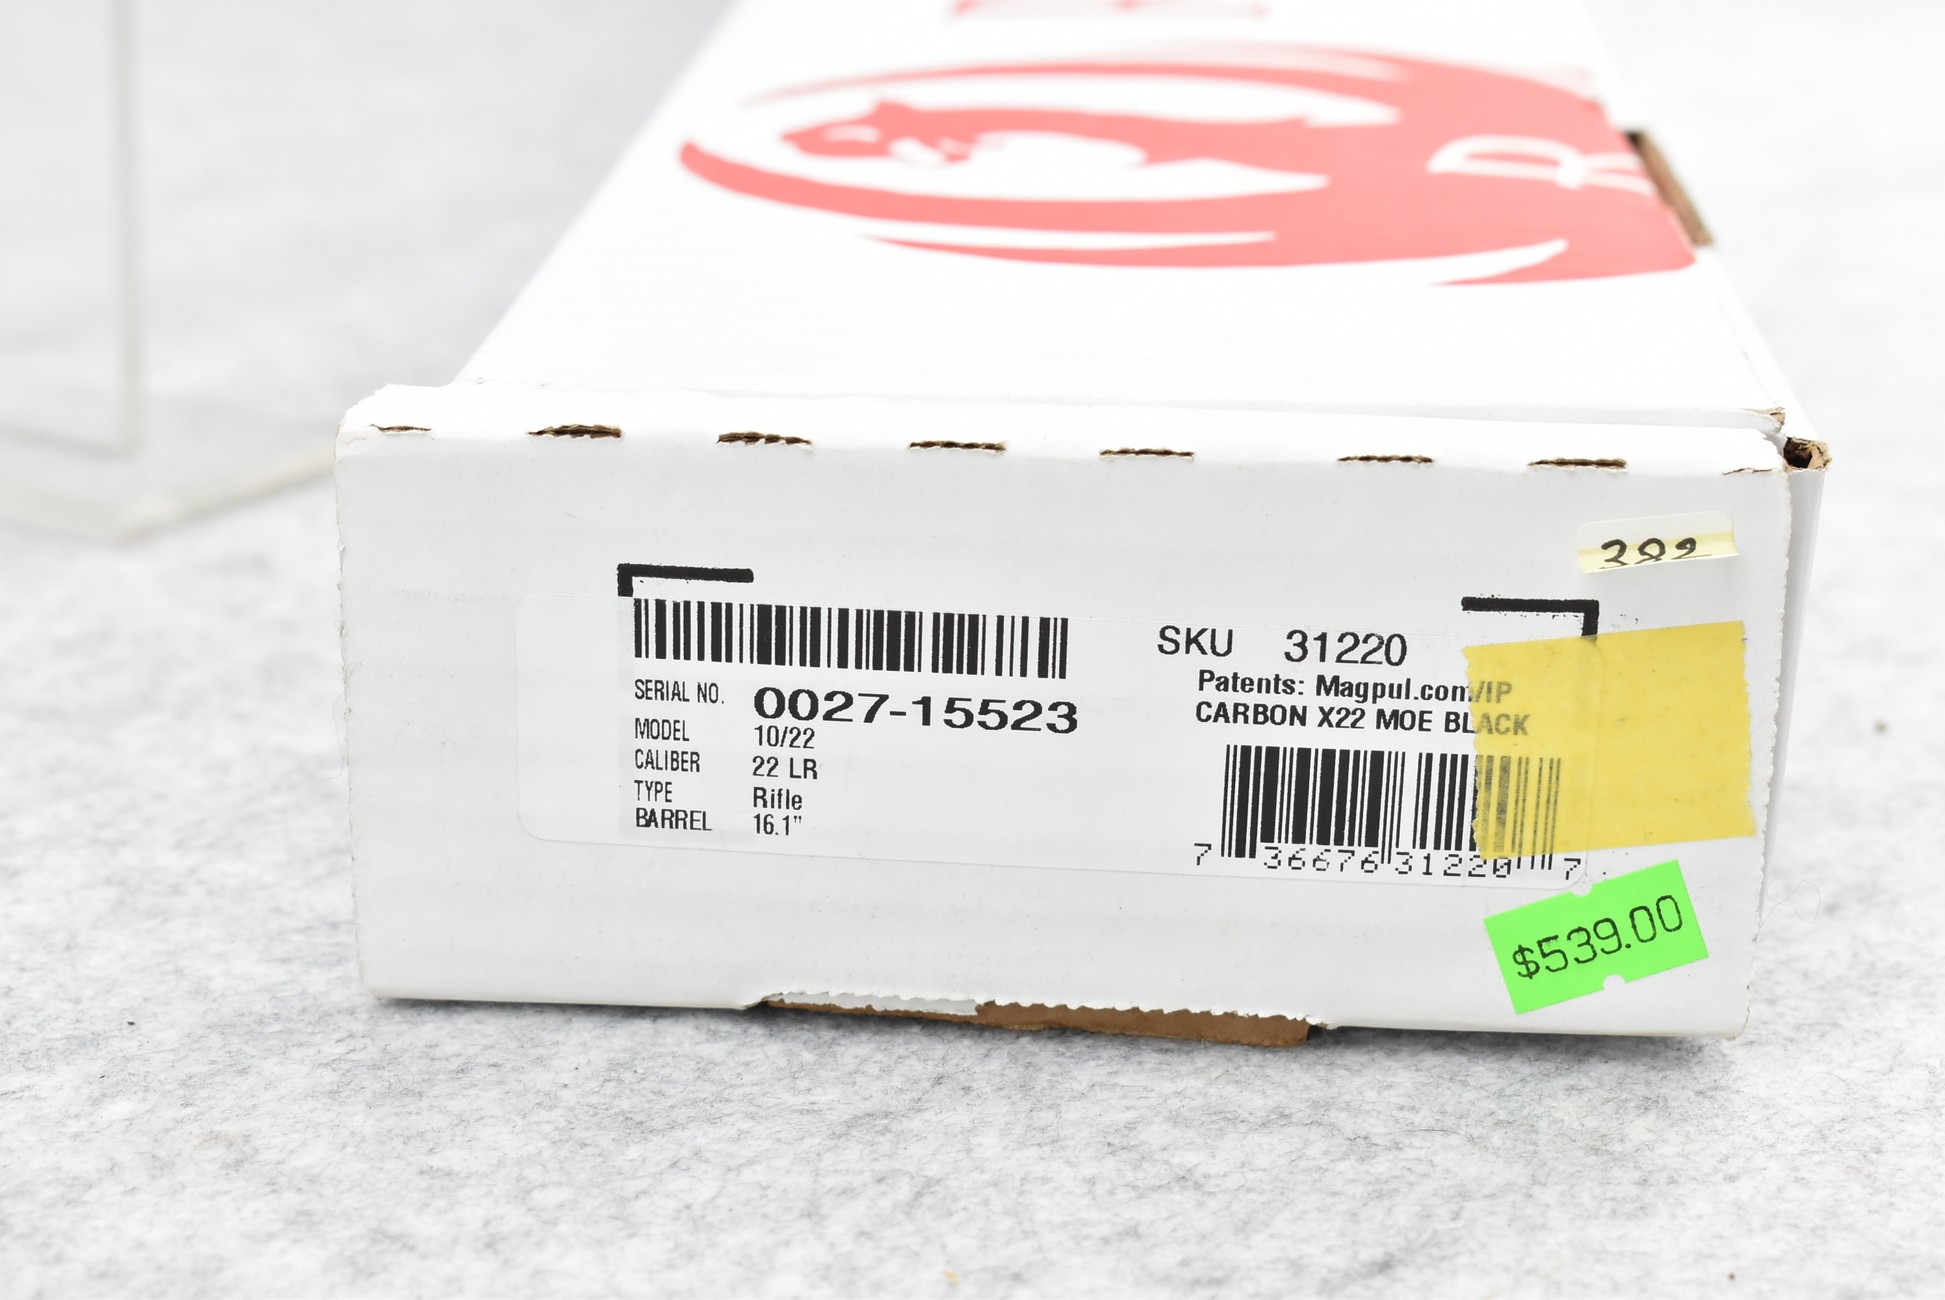 R
382
SERIAL NO. 0027-15523
MODEL 10/22
CALIBER 22 LR
TYPE Rifle
BARREL 16.1"
SKU 31220
Patents: Magpul.com/IP
CARBON X22 MOE BLACK
7 36676 31220 7
$539.00